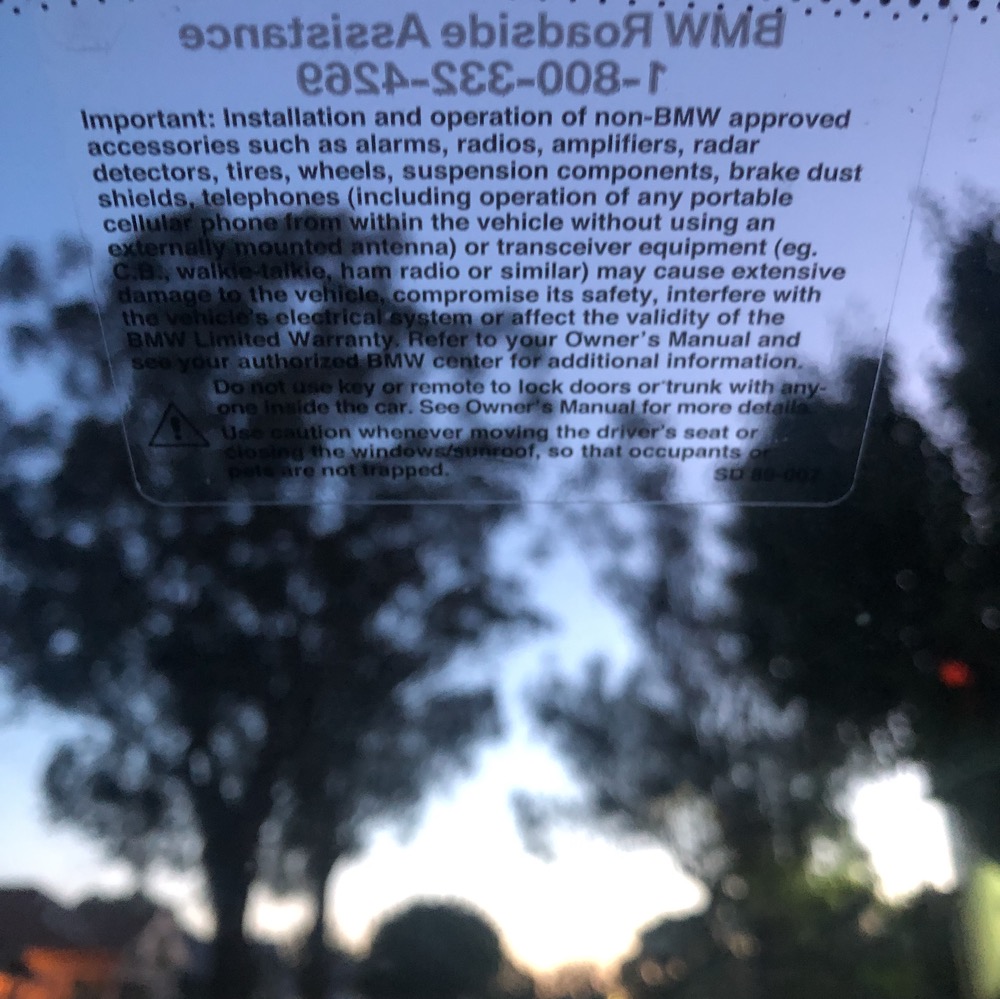 BMW Roadside Assistance
1-800-332-4269
Important: Installation and operation of non-BMW approved
accessories such as alarms, radios, amplifiers, radar
detectors, tires, wheels, suspension components, brake dust
shields, telephones (including operation of any portable
cellular phone from within the vehicle without using an
externally mounted antenna) or transceiver equipment (eg.
C.B., walkie-talkie, ham radio or similar) may cause extensive
damage to the vehicle, compromise its safety, interfere with
the vehicle's electrical system or affect the validity of the
BMW Limited Warranty. Refer to your Owner's Manual and
see your authorized BMW center for additional information.
Do not use key or remote to lock doors or trunk with any-
one inside the car. See Owner's Manual for more details.
Use caution whenever moving the driver's seat or
closing the windows/sunroof, so that occupants or
pets are not trapped.
SD